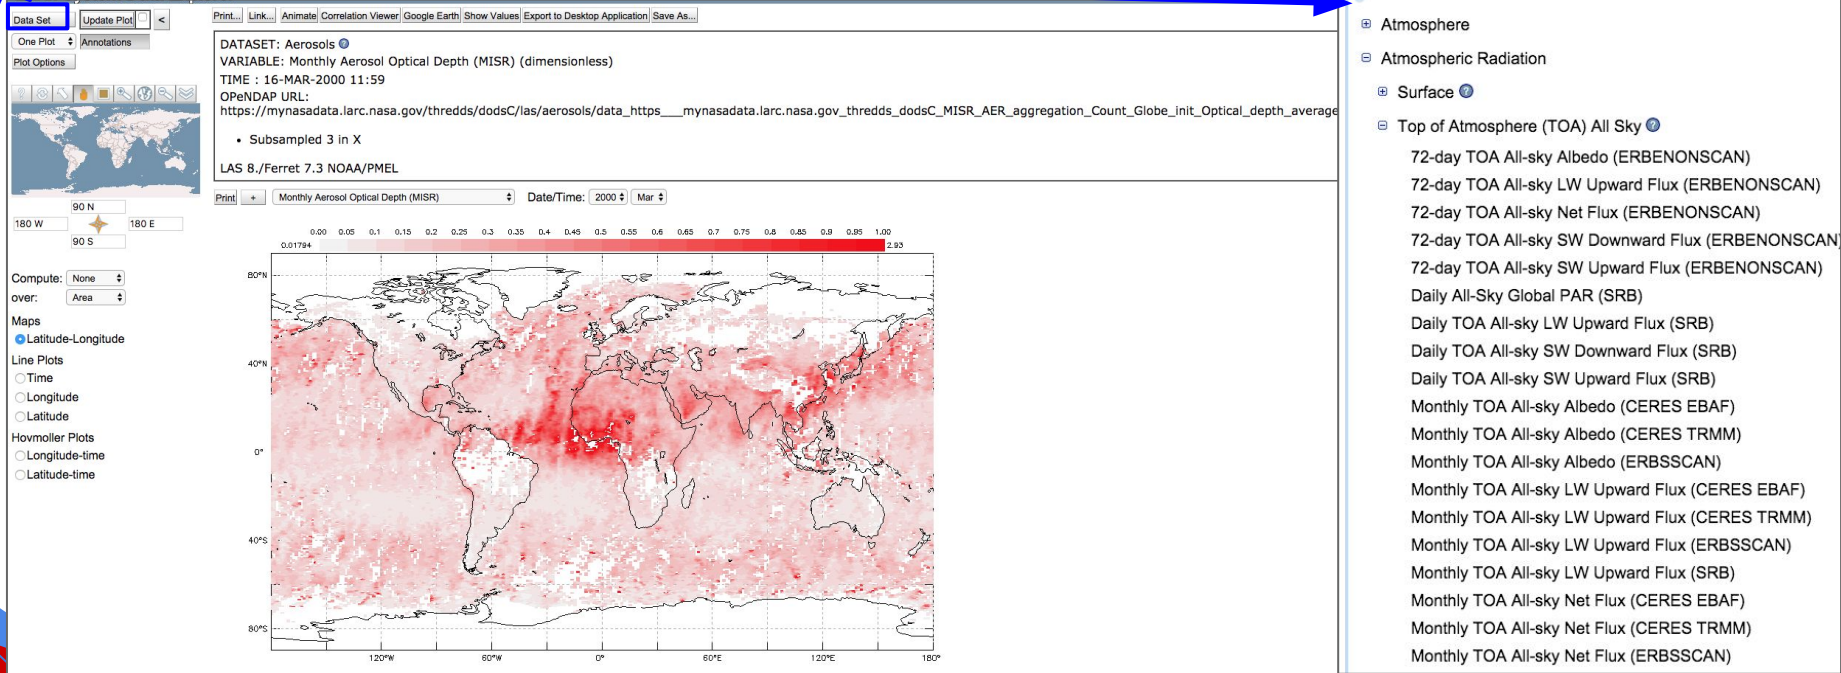 Data Set
Update Plot
<
One Plot
Annotations
Plot Options
90 N
180 W
180 E
90 S
Compute: None
over: Area
Maps
Latitude-Longitude
Line Plots
Time
Longitude
Latitude
Hovmoller Plots
Longitude-time
Latitude-time
Print... Link... Animate Correlation Viewer Google Earth Show Values Export to Desktop Application Save As...
DATASET: Aerosols
VARIABLE: Monthly Aerosol Optical Depth (MISR) (dimensionless)
TIME : 16-MAR-2000 11:59
OPeNDAP URL:
https://mynasadata.larc.nasa.gov/thredds/dodsC/las/aerosols/data_https___mynasadata.larc.nasa.gov_thredds_dodsC_MISR_AER_aggregation_Count_Globe_init_Optical_depth_average
• Subsampled 3 in X
LAS 8./Ferret 7.3 NOAA/PMEL
Print + Monthly Aerosol Optical Depth (MISR) Date/Time: 2000 Mar
0.00 0.05 0.1 0.15 0.2 0.25 0.3 0.35 0.4 0.45 0.5 0.55 0.6 0.65 0.7 0.75 0.8 0.85 0.9 0.95 1.00
0.01794 2.93
80°N
40°N
0°
40°S
80°S
120°W 60°W 0° 60°E 120°E 180°
Atmosphere
Atmospheric Radiation
Surface
Top of Atmosphere (TOA) All Sky
72-day TOA All-sky Albedo (ERBENONSCAN)
72-day TOA All-sky LW Upward Flux (ERBENONSCAN)
72-day TOA All-sky Net Flux (ERBENONSCAN)
72-day TOA All-sky SW Downward Flux (ERBENONSCAN)
72-day TOA All-sky SW Upward Flux (ERBENONSCAN)
Daily All-Sky Global PAR (SRB)
Daily TOA All-sky LW Upward Flux (SRB)
Daily TOA All-sky SW Downward Flux (SRB)
Daily TOA All-sky SW Upward Flux (SRB)
Monthly TOA All-sky Albedo (CERES EBAF)
Monthly TOA All-sky Albedo (CERES TRMM)
Monthly TOA All-sky Albedo (ERBSSCAN)
Monthly TOA All-sky LW Upward Flux (CERES EBAF)
Monthly TOA All-sky LW Upward Flux (CERES TRMM)
Monthly TOA All-sky LW Upward Flux (ERBSSCAN)
Monthly TOA All-sky LW Upward Flux (SRB)
Monthly TOA All-sky Net Flux (CERES EBAF)
Monthly TOA All-sky Net Flux (CERES TRMM)
Monthly TOA All-sky Net Flux (ERBSSCAN)